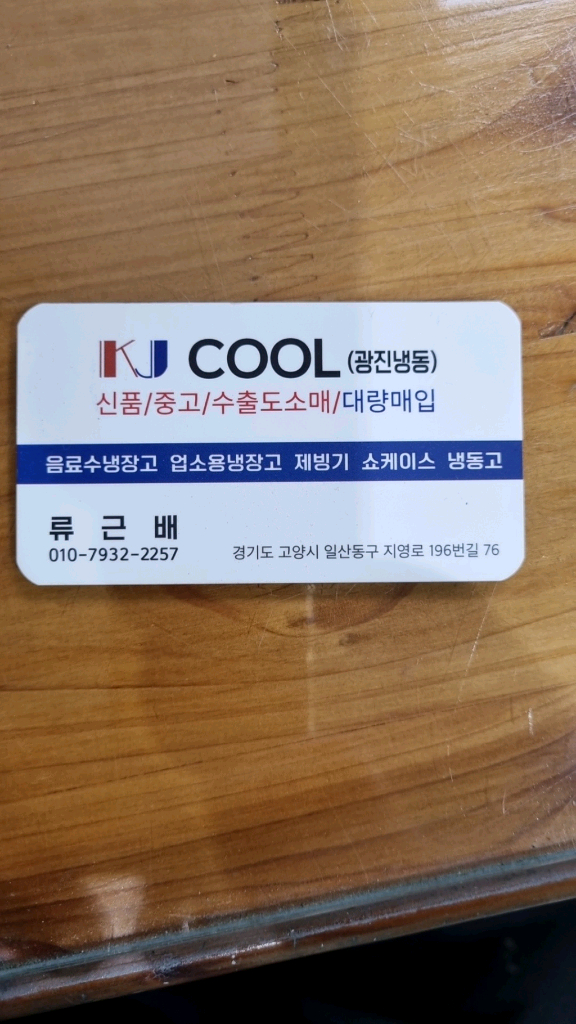 KJ COOL (광진냉동)
신품/중고/수출도소매/대량매입
음료수냉장고 업소용냉장고 제빙기 쇼케이스 냉동고
류 근 배
010-7932-2257
경기도 고양시 일산동구 지영로 196번길 76